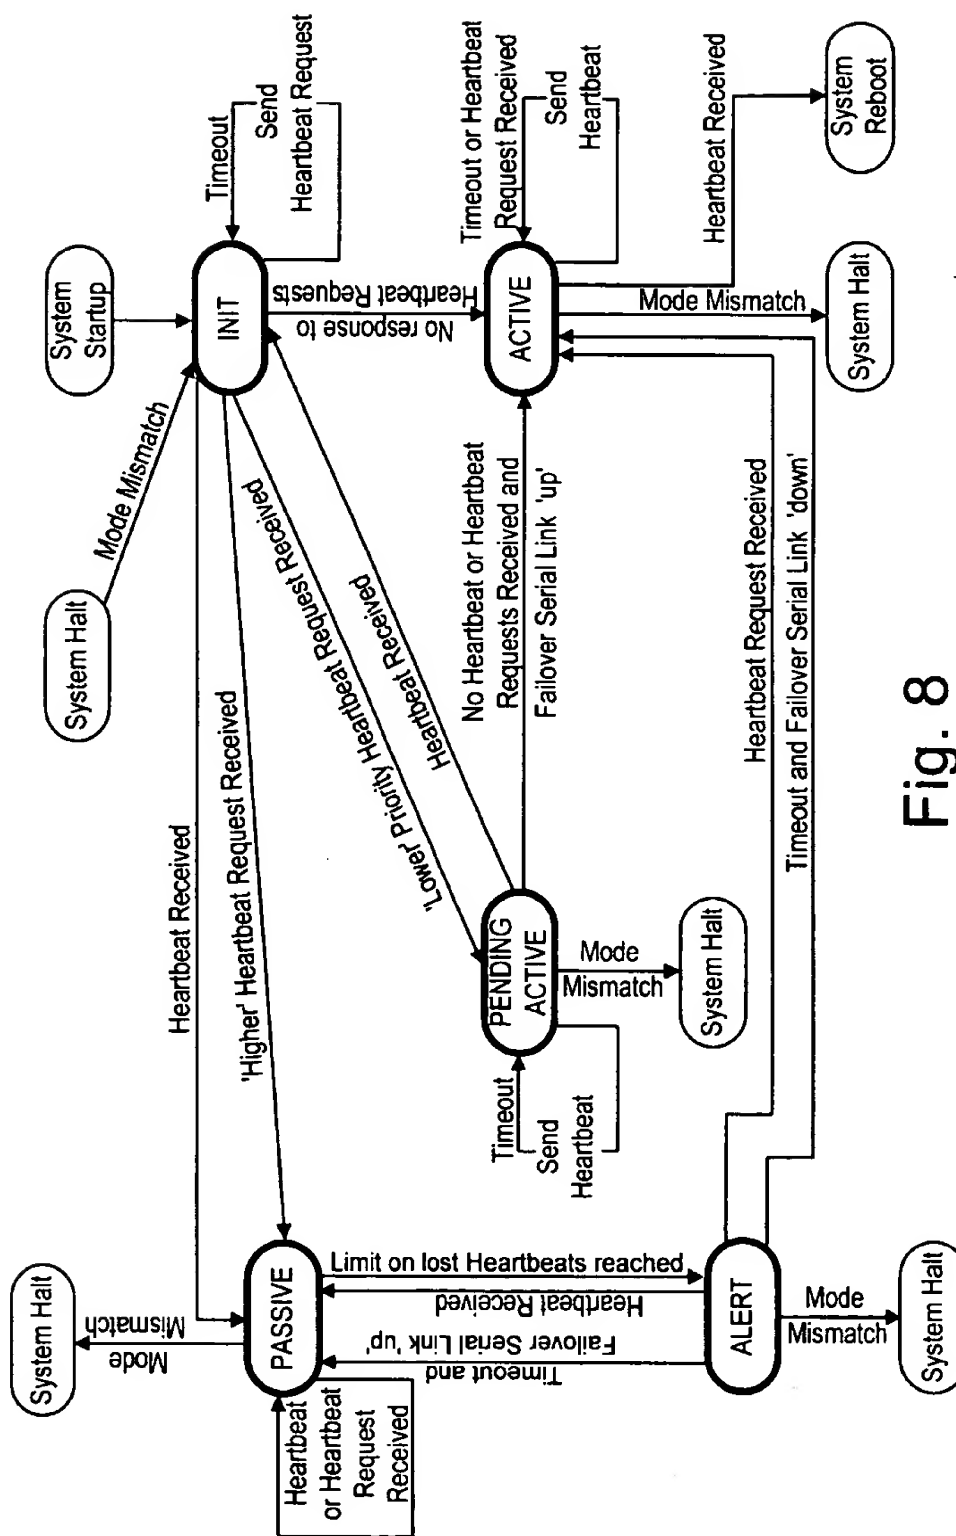 System Halt
Mode
Mismatch
Heartbeat Received
'Higher' Heartbeat Request Received
System Halt
Mode Mismatch
System
Startup
INIT
Timeout
Send
Heartbeat Request
PASSIVE
Heartbeat
or Heartbeat
Request
Received
Limit on lost Heartbeats reached
Heartbeat Received
Timeout and
Failover Serial Link 'up'
'Lower' Priority Heartbeat Request Received
Heartbeat Received
No response to
Heartbeat Requests
Timeout
Send
Heartbeat
PENDING
ACTIVE
Mode
Mismatch
System Halt
No Heartbeat or Heartbeat
Requests Received and
Failover Serial Link 'up'
ACTIVE
Timeout or Heartbeat
Request Received
Send
Heartbeat
Heartbeat Received
System
Reboot
Mode Mismatch
System Halt
ALERT
Mode
Mismatch
System Halt
Heartbeat Request Received
Timeout and Failover Serial Link 'down'
Fig. 8